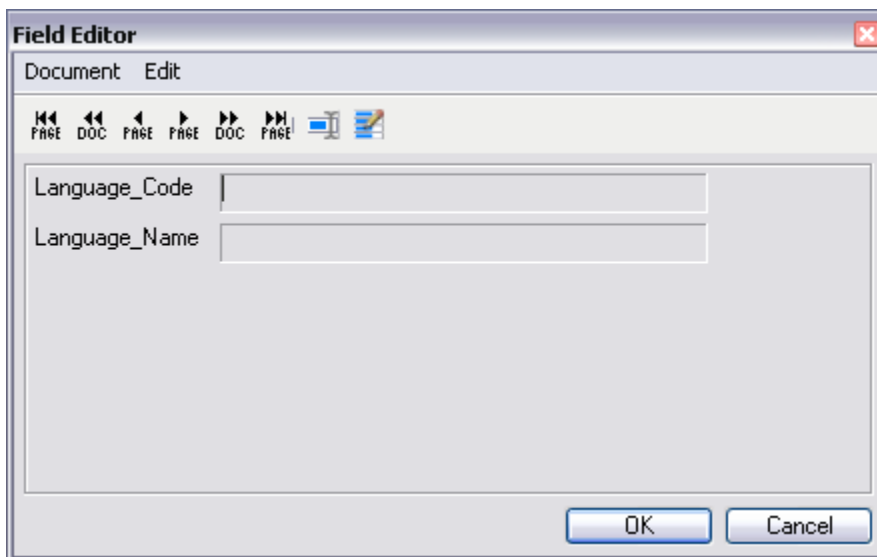 Field Editor
Document Edit
PAGE DOC PAGE PAGE DOC PAGE
Language_Code
Language_Name
OK Cancel